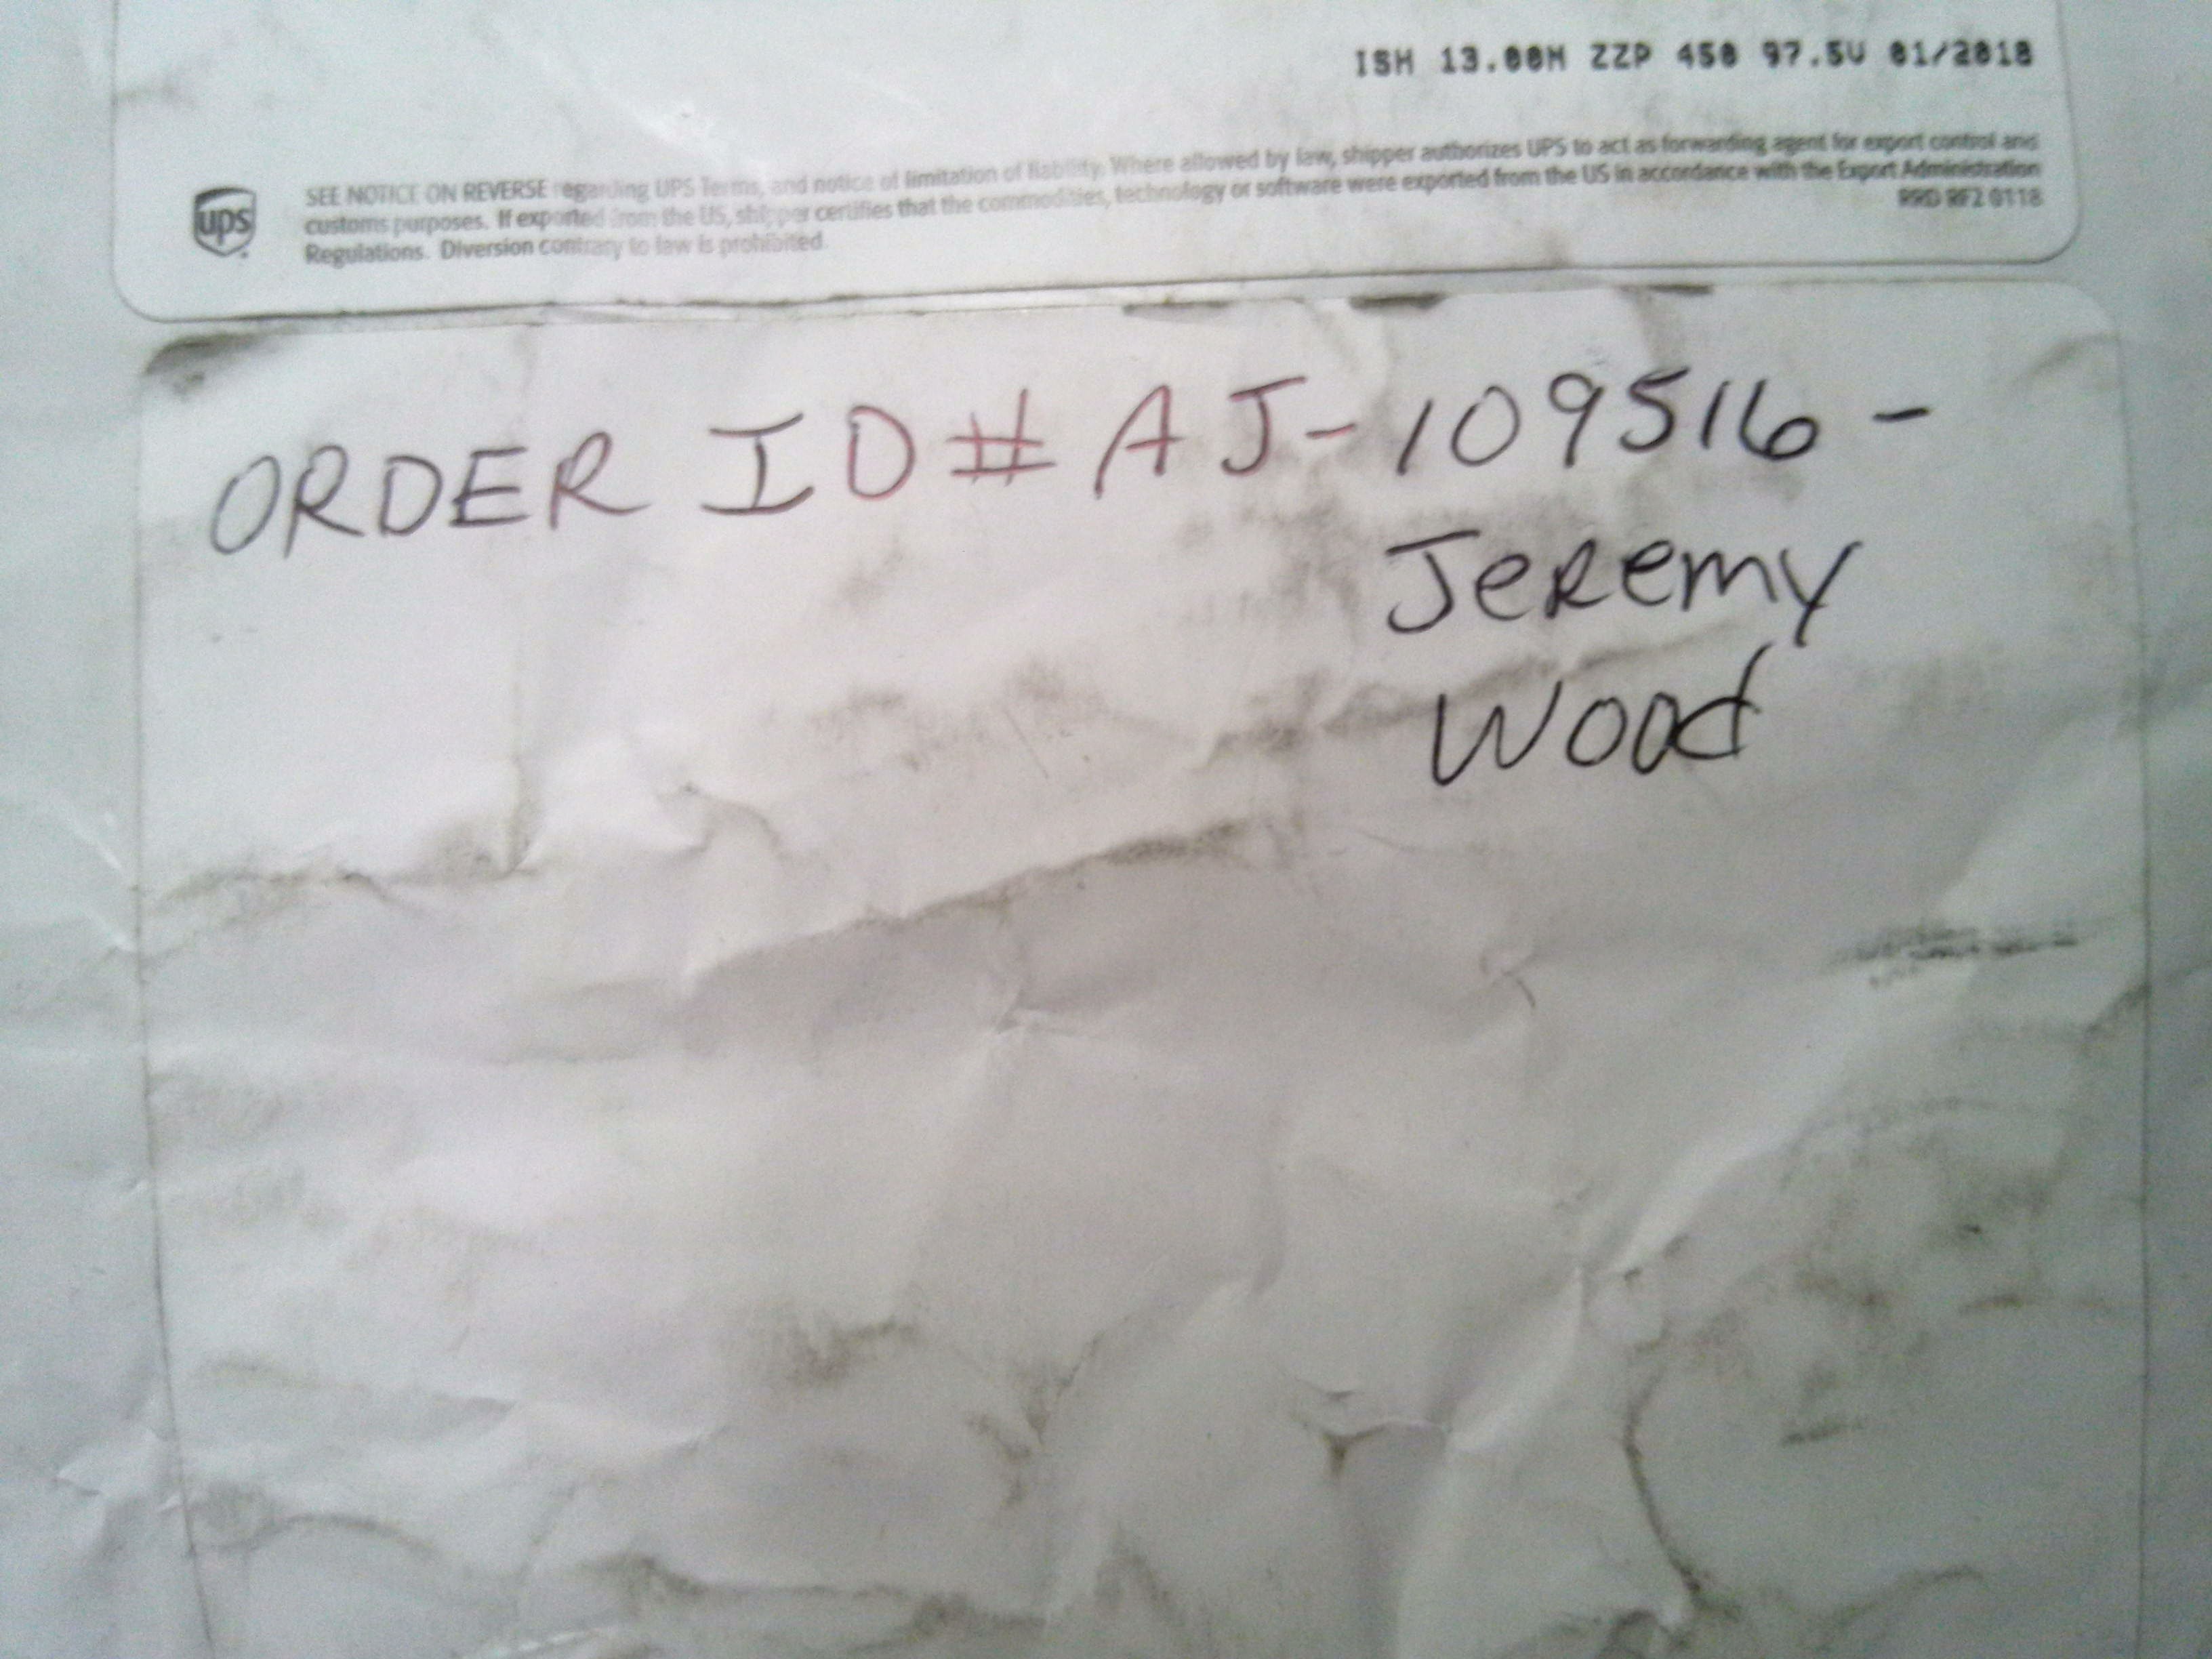 ISH 13.00N ZZP 450 97.5V 01/2018
ups
SEE NOTICE ON REVERSE regarding UPS Terms, and notice of limitation of liability. Where allowed by law, shipper authorizes UPS to act as forwarding agent for export control and
customs purposes. If exported from the US, shipper certifies that the commodities, technology or software were exported from the US in accordance with the Export Administration
Regulations. Diversion contrary to law is prohibited.
RRD RF2 0118
ORDER ID# AJ-109516-
Jeremy
Wood